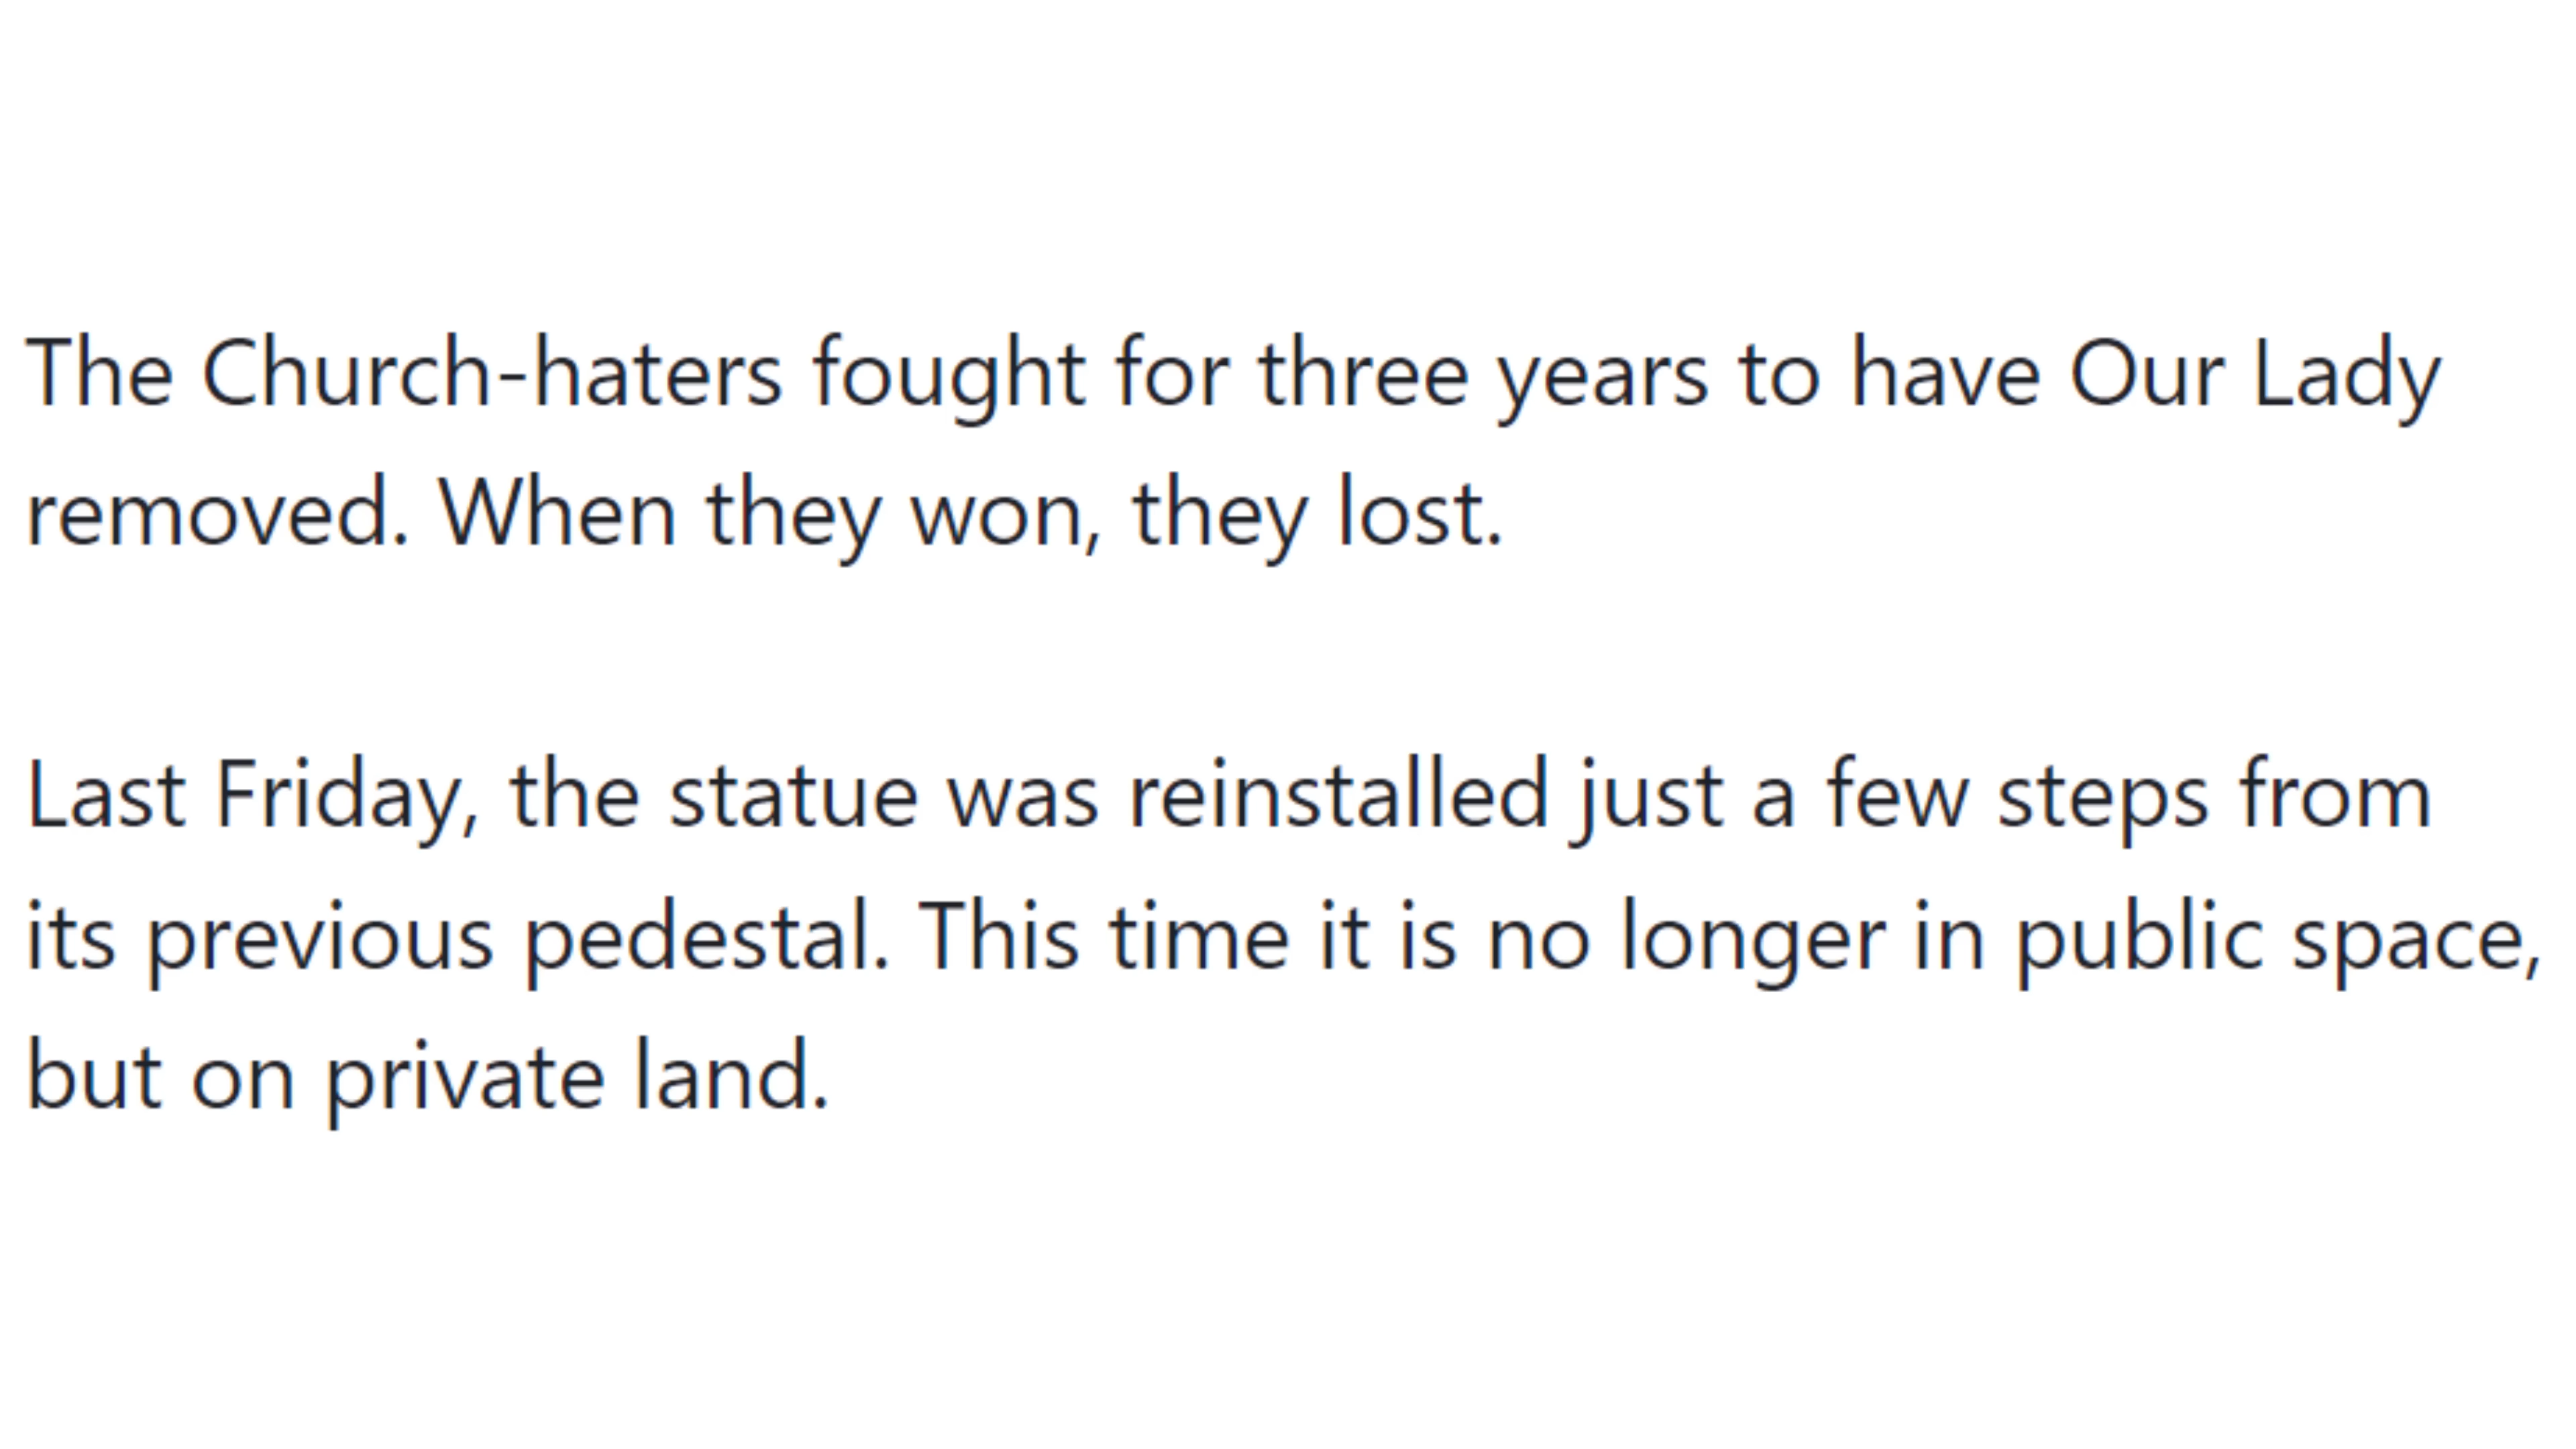 The Church-haters fought for three years to have Our Lady
removed. When they won, they lost.
Last Friday, the statue was reinstalled just a few steps from
its previous pedestal. This time it is no longer in public space,
but on private land.